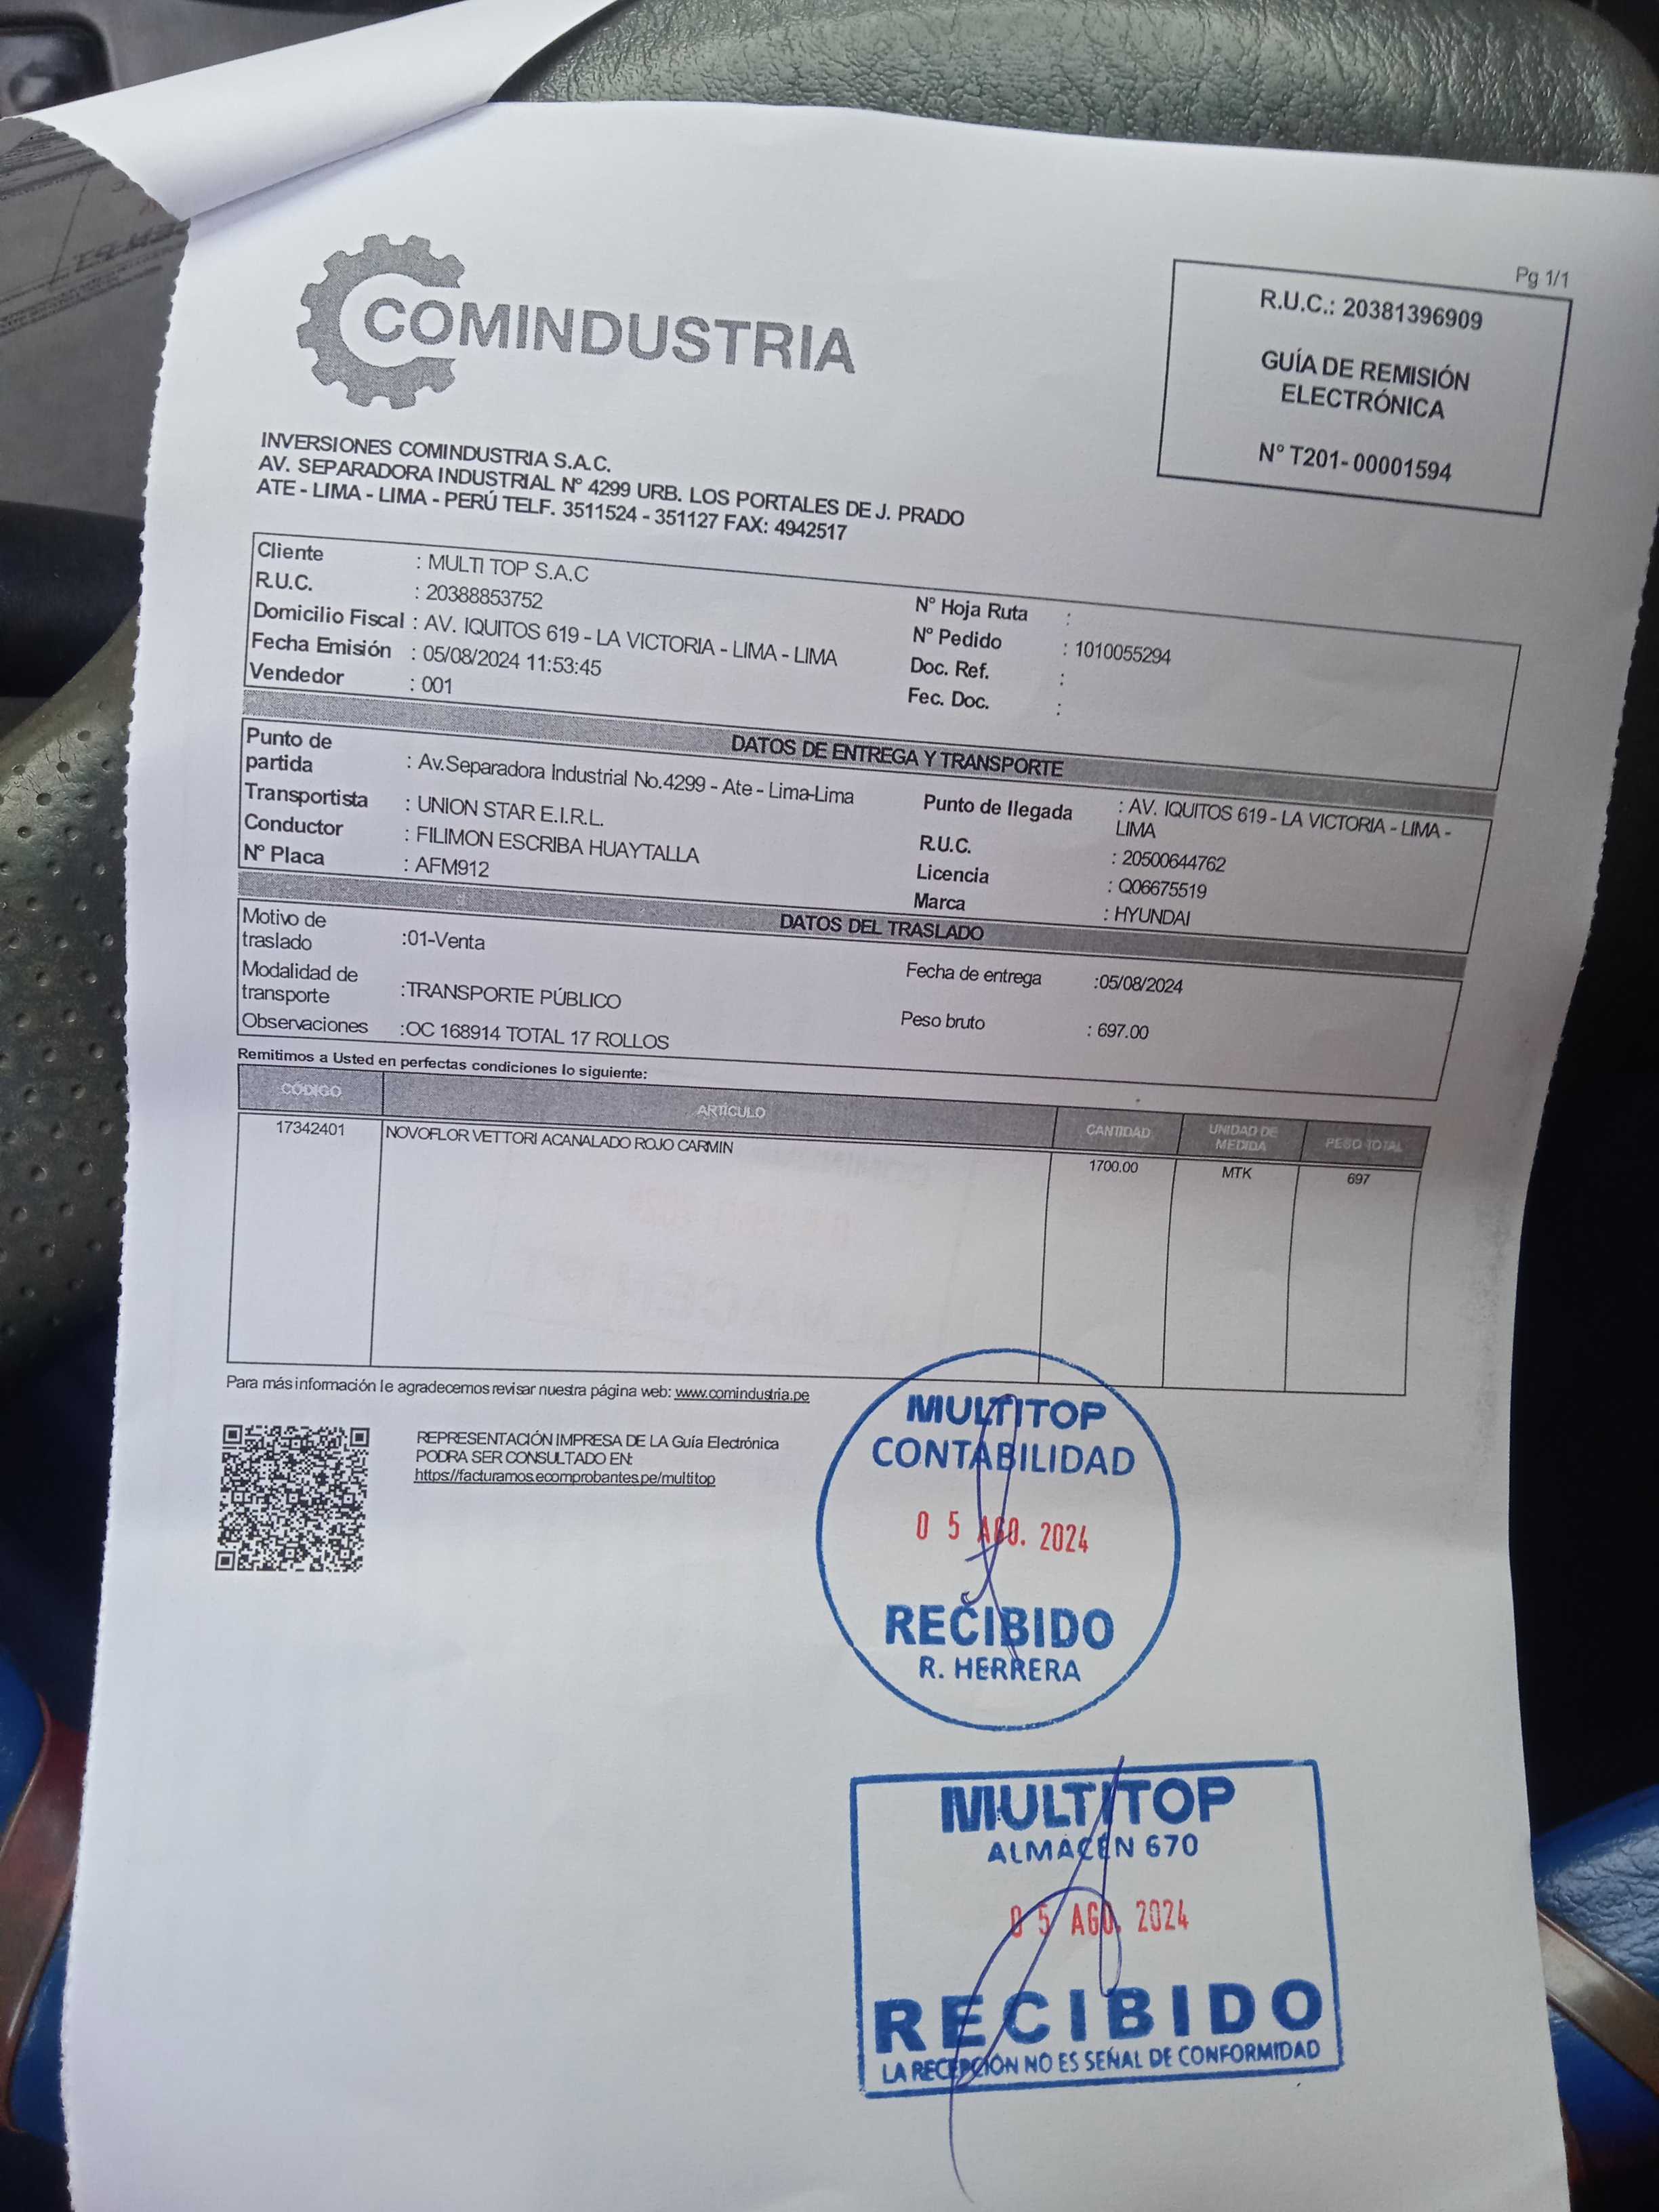 Pg 1/1
COMINDUSTRIA
R.U.C.: 20381396909
GUÍA DE REMISIÓN
ELECTRÓNICA
N° T201-00001594
INVERSIONES COMINDUSTRIA S.A.C.
AV. SEPARADORA INDUSTRIAL N° 4299 URB. LOS PORTALES DE J. PRADO
ATE - LIMA - LIMA - PERÚ TELF. 3511524 - 351127 FAX: 4942517
Cliente : MULTI TOP S.A.C
R.U.C. : 20388853752
Domicilio Fiscal : AV. IQUITOS 619 - LA VICTORIA - LIMA - LIMA
Fecha Emisión : 05/08/2024 11:53:45
Vendedor : 001
N° Hoja Ruta :
N° Pedido : 1010055294
Doc. Ref. :
Fec. Doc. :
DATOS DE ENTREGA Y TRANSPORTE
Punto de
partida : Av.Separadora Industrial No.4299 - Ate - Lima-Lima
Transportista : UNION STAR E.I.R.L.
Conductor : FILIMON ESCRIBA HUAYTALLA
N° Placa : AFM912
Punto de llegada : AV. IQUITOS 619 - LA VICTORIA - LIMA -
LIMA
R.U.C. : 20500644762
Licencia : Q06675519
Marca : HYUNDAI
DATOS DEL TRASLADO
Motivo de
traslado :01-Venta
Modalidad de
transporte :TRANSPORTE PÚBLICO
Observaciones :OC 168914 TOTAL 17 ROLLOS
Fecha de entrega :05/08/2024
Peso bruto : 697.00
Remitimos a Usted en perfectas condiciones lo siguiente:
CÓDIGO ARTÍCULO CANTIDAD UNIDAD DE MEDIDA PESO TOTAL
17342401 NOVOFLOR VETTORI ACANALADO ROJO CARMIN 1700.00 MTK 697
Para más información le agradecemos revisar nuestra página web: www.comindustria.pe
REPRESENTACIÓN IMPRESA DE LA Guía Electrónica
PODRA SER CONSULTADO EN:
https://facturamos.ecomprobantes.pe/multitop
MULTITOP
CONTABILIDAD
05 AGO. 2024
RECIBIDO
R. HERRERA
MULTITOP
ALMACÉN 670
05 AGO. 2024
RECIBIDO
LA RECEPCIÓN NO ES SEÑAL DE CONFORMIDAD